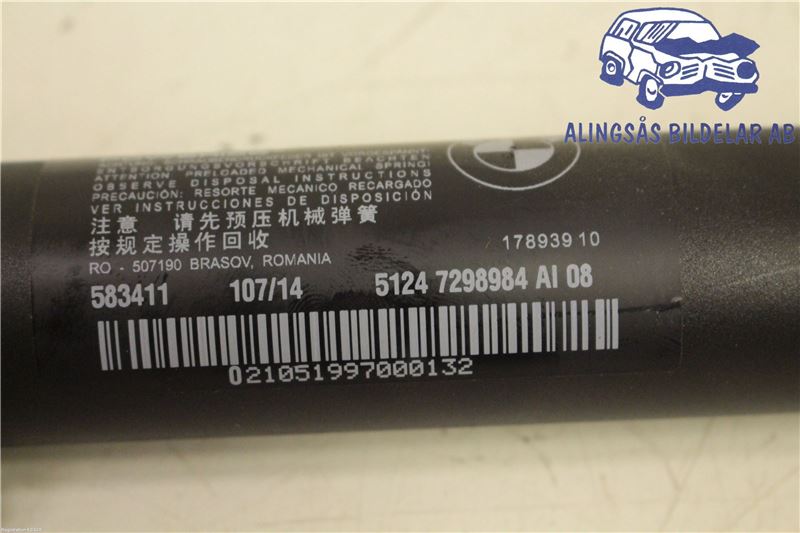 ALINGSÅS BILDELAR AB
ENTSORGUNGSVORSCHRIFT BEACHTEN
ATTENTION: PRELOADED MECHANICAL SPRING!
OBSERVE DISPOSAL INSTRUCTIONS
PRECAUCIÓN: RESORTE MECANICO RECARGADO
VER INSTRUCCIONES DE DISPOSICIÓN
注意 请先预压机械弹簧
按规定操作回收
RO - 507190 BRASOV, ROMANIA
17893910
583411 107/14 5124 7298984 AI 08
021051997000132